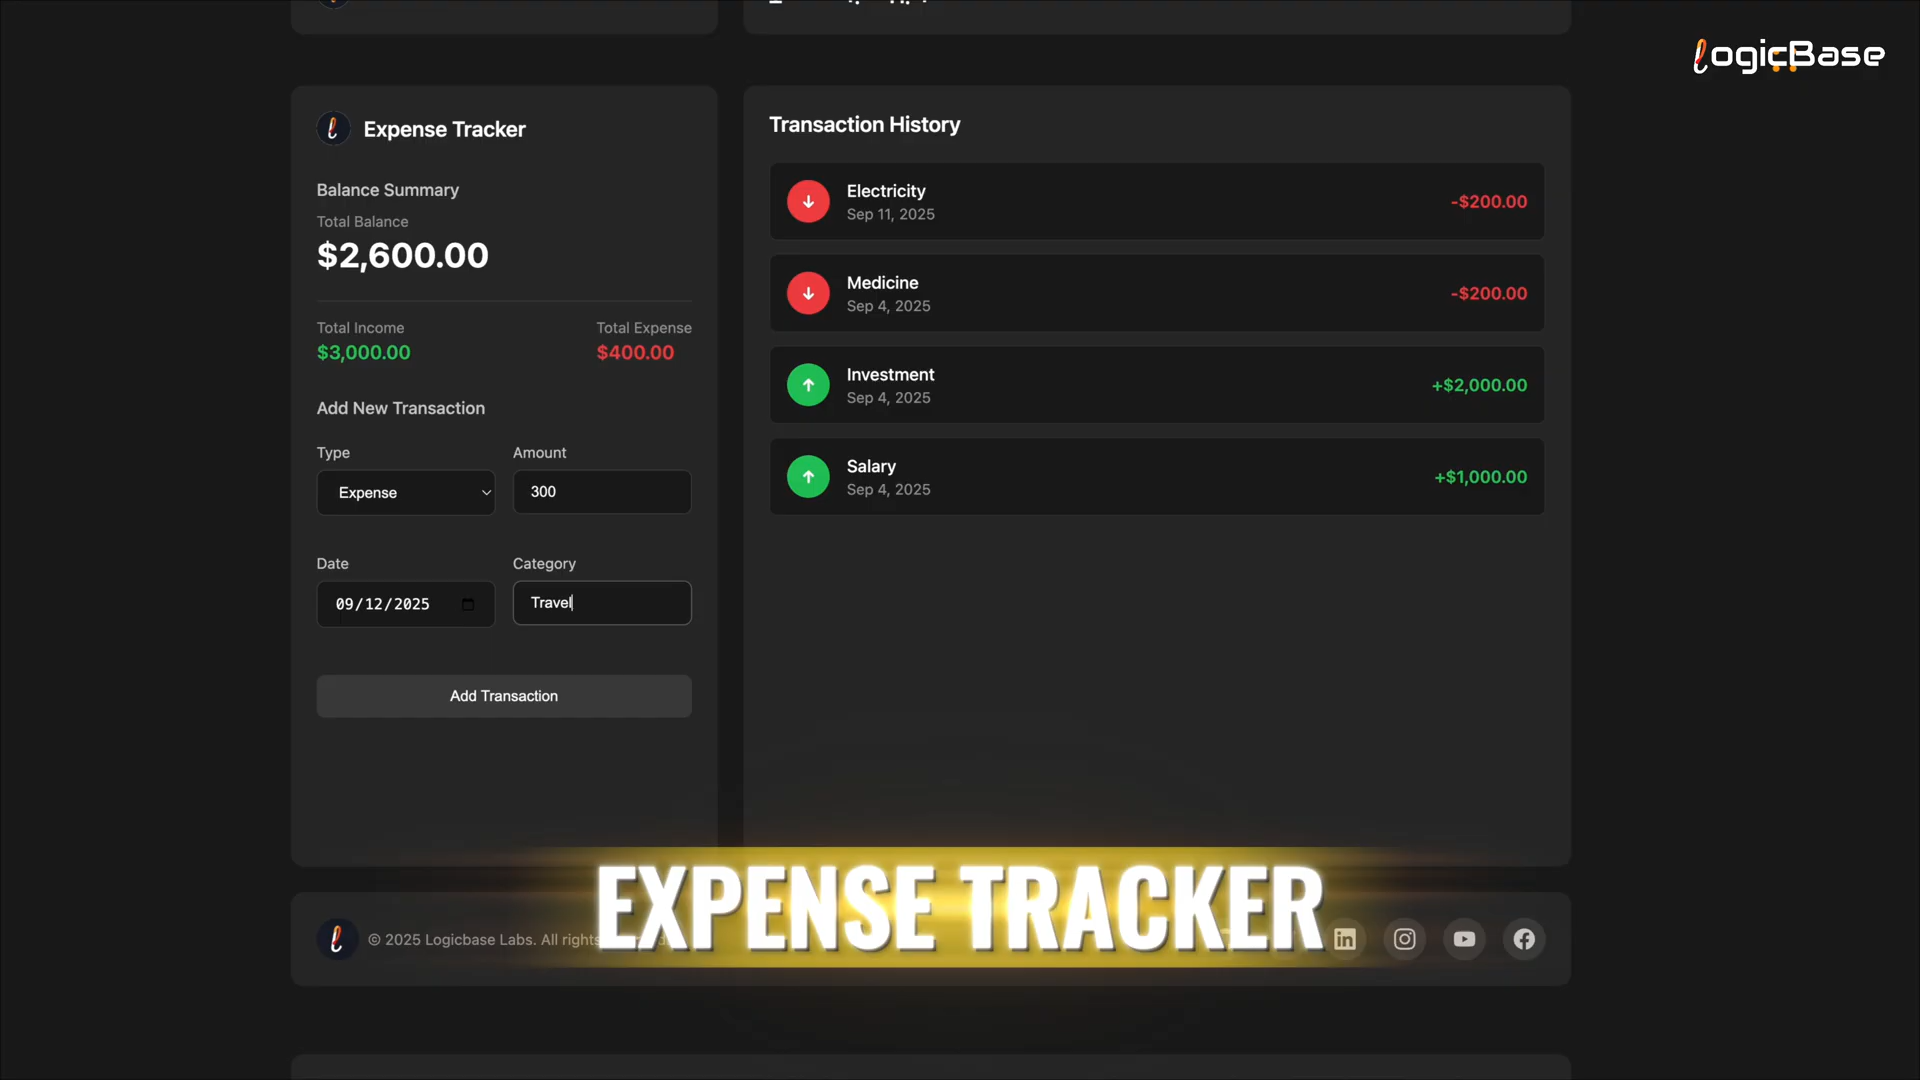 LogicBase
Expense Tracker
Balance Summary
Total Balance
$2,600.00
Total Income
Total Expense
$3,000.00
$400.00
Add New Transaction
Type
Amount
Expense
300
Date
Category
09/12/2025
Travel
Add Transaction
Transaction History
Electricity
Sep 11, 2025
-$200.00
Medicine
Sep 4, 2025
-$200.00
Investment
Sep 4, 2025
+$2,000.00
Salary
Sep 4, 2025
+$1,000.00
EXPENSE TRACKER
© 2025 Logicbase Labs. All rights